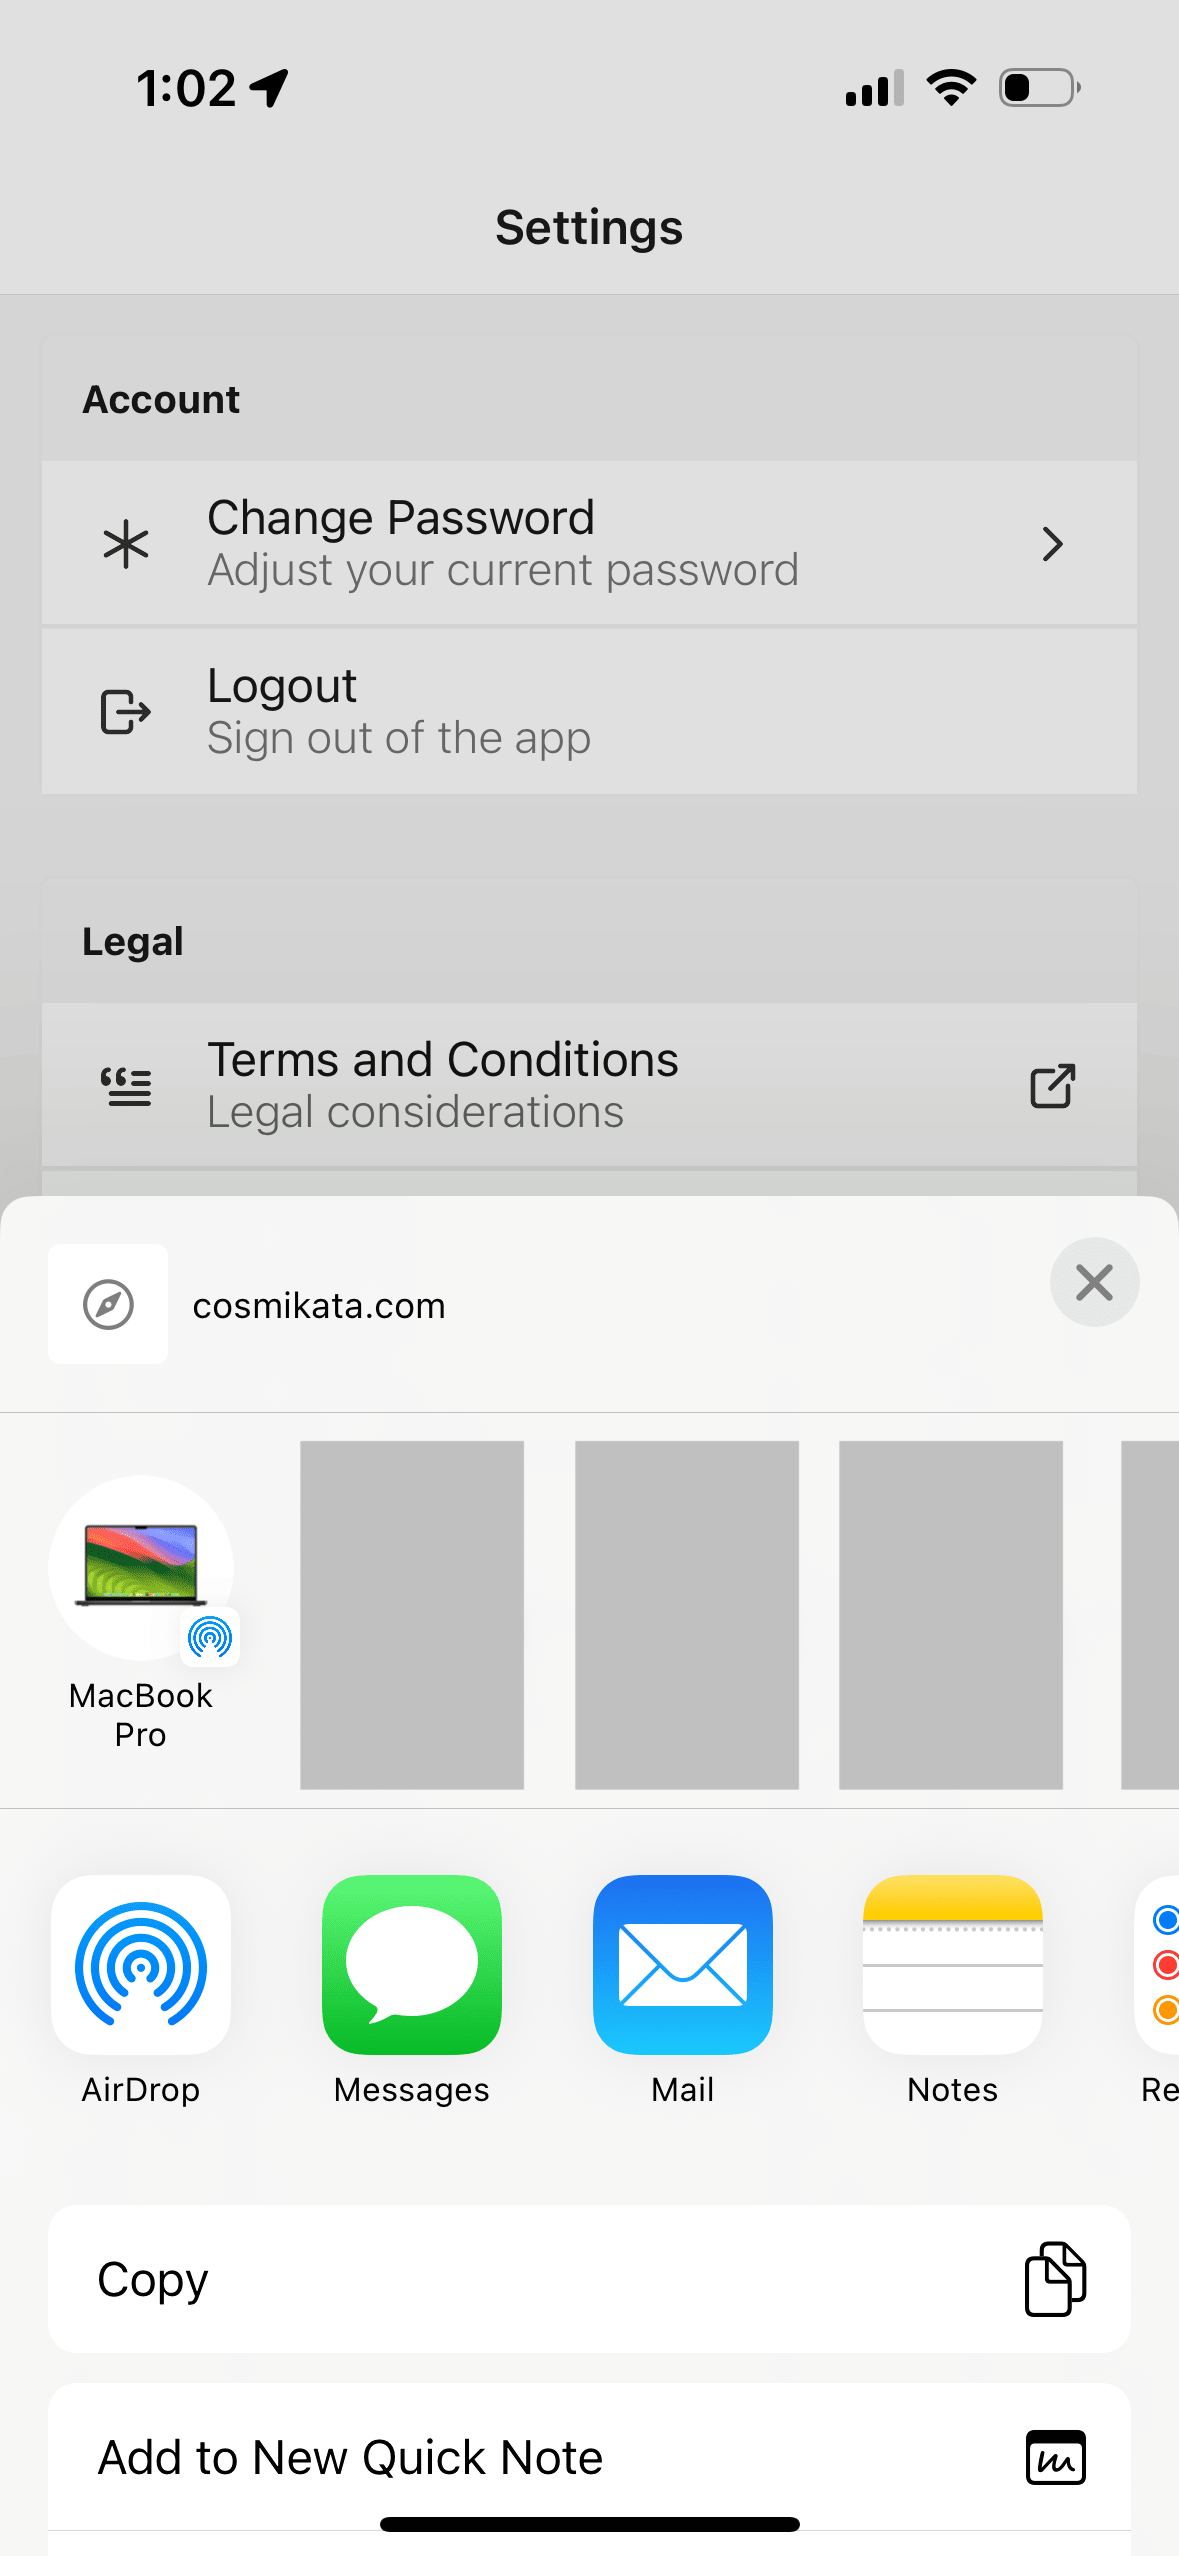 1:02
Settings
Account
Change Password
Adjust your current password
Logout
Sign out of the app
Legal
Terms and Conditions
Legal considerations
cosmikata.com
MacBook
Pro
AirDrop
Messages
Mail
Notes
Re
Copy
Add to New Quick Note